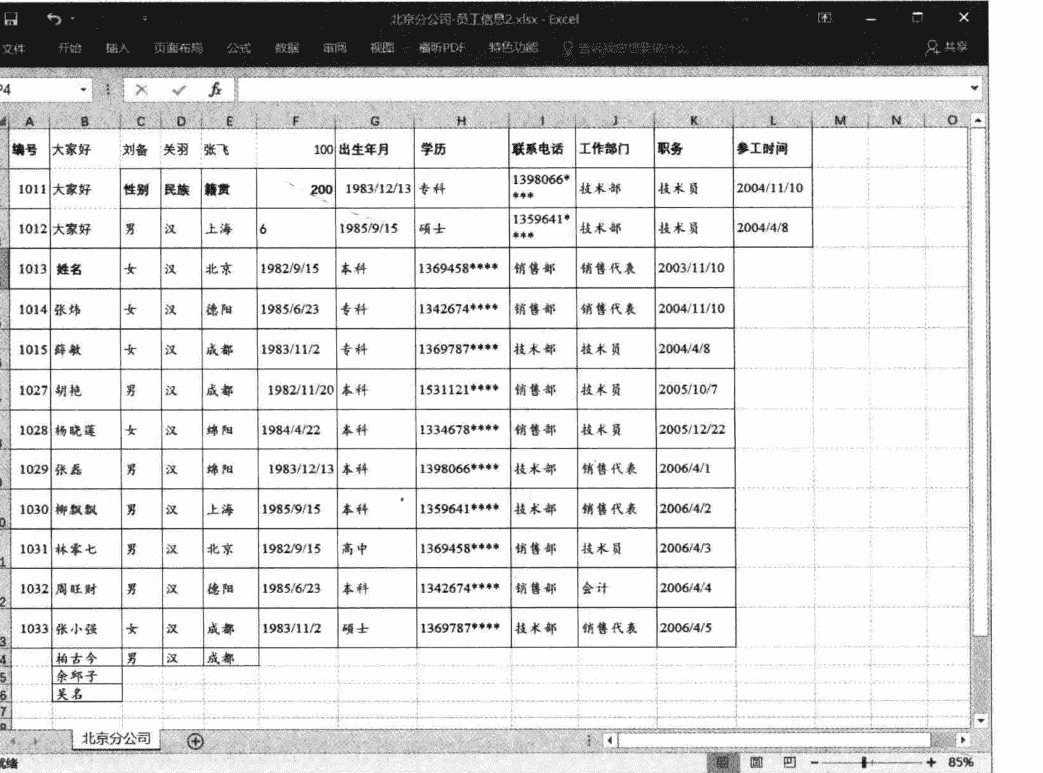 北京分公司-员工信息2.xlsx - Excel
文件 开始 插入 页面布局 公式 数据 审阅 视图 福昕PDF 特色功能 告诉我您想要做什么... 共享
P4 fx
A B C D E F G H I J K L M N O
编号 大家好 刘备 关羽 张飞 100 出生年月 学历 联系电话 工作部门 职务 参工时间
1011 大家好 性别 民族 籍贯 200 1983/12/13 专科 1398066**** 技术部 技术员 2004/11/10
1012 大家好 男 汉 上海 6 1985/9/15 硕士 1359641**** 技术部 技术员 2004/4/8
1013 姓名 女 汉 北京 1982/9/15 本科 1369458**** 销售部 销售代表 2003/11/10
1014 张炜 女 汉 德阳 1985/6/23 专科 1342674**** 销售部 销售代表 2004/11/10
1015 薛敏 女 汉 成都 1983/11/2 专科 1369787**** 技术部 技术员 2004/4/8
1027 胡艳 男 汉 成都 1982/11/20 本科 1531121**** 销售部 技术员 2005/10/7
1028 杨晓莲 女 汉 绵阳 1984/4/22 本科 1334678**** 销售部 技术员 2005/12/22
1029 张磊 男 汉 绵阳 1983/12/13 本科 1398066**** 技术部 销售代表 2006/4/1
1030 柳飘飘 男 汉 上海 1985/9/15 本科 1359641**** 技术部 销售代表 2006/4/2
1031 林零七 男 汉 北京 1982/9/15 高中 1369458**** 销售部 技术员 2006/4/3
1032 周旺财 男 汉 德阳 1985/6/23 本科 1342674**** 销售部 会计 2006/4/4
1033 张小强 女 汉 成都 1983/11/2 硕士 1369787**** 技术部 销售代表 2006/4/5
柏古今 男 汉 成都
余邱子
吴名
北京分公司
就绪 85%